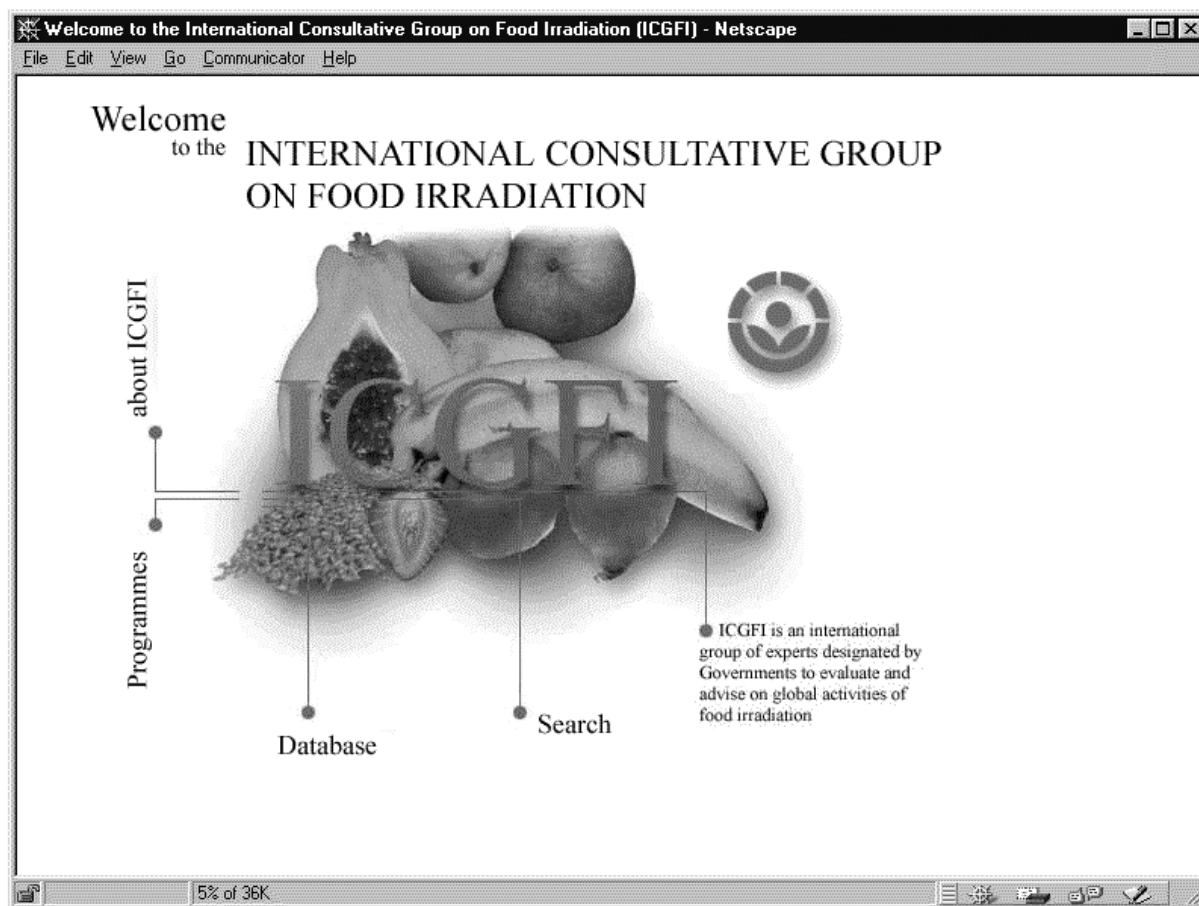 Welcome to the International Consultative Group on Food Irradiation (ICGFI) - Netscape
File Edit View Go Communicator Help
Welcome
to the
INTERNATIONAL CONSULTATIVE GROUP
ON FOOD IRRADIATION
about ICGFI
ICGFI
Programmes
ICGFI is an international
group of experts designated by
Governments to evaluate and
advise on global activities of
food irradiation
Search
Database
5% of 36K